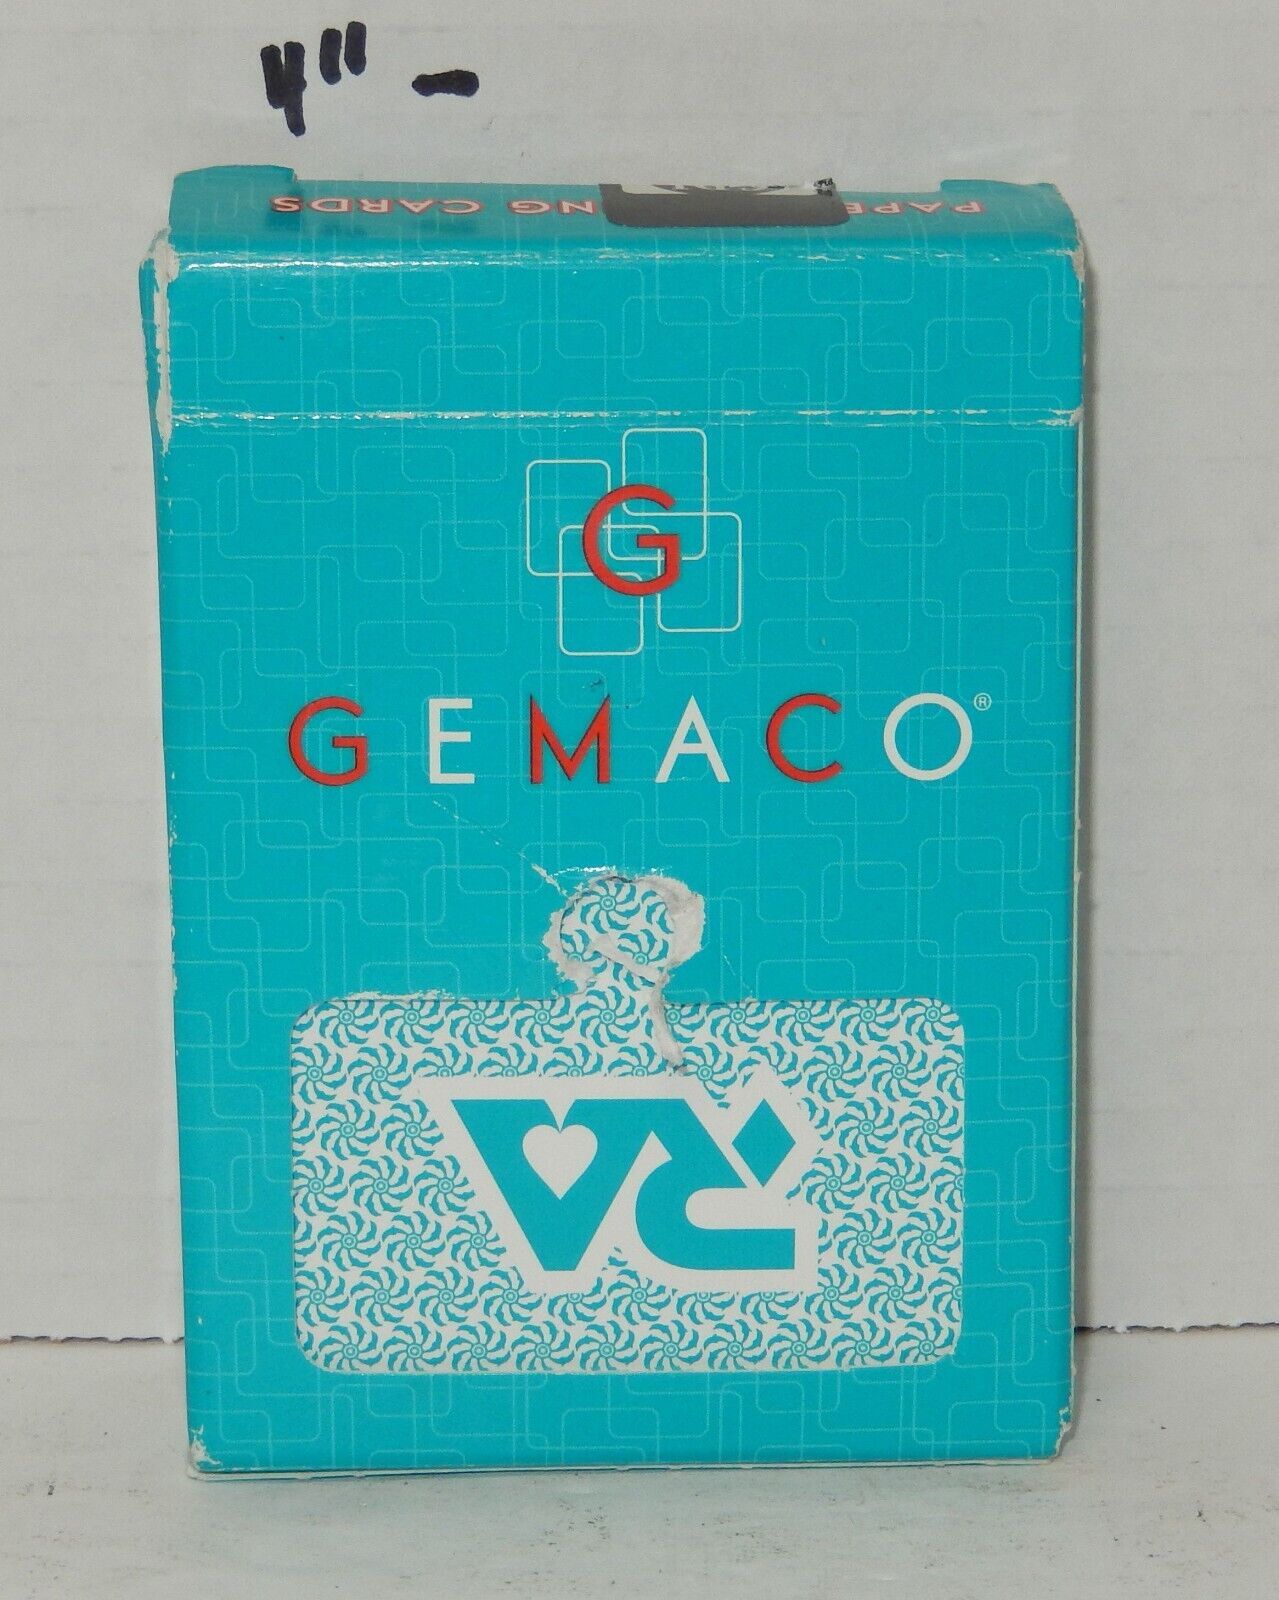 4" -
PAPE NG CARDS
G
GEMACO®